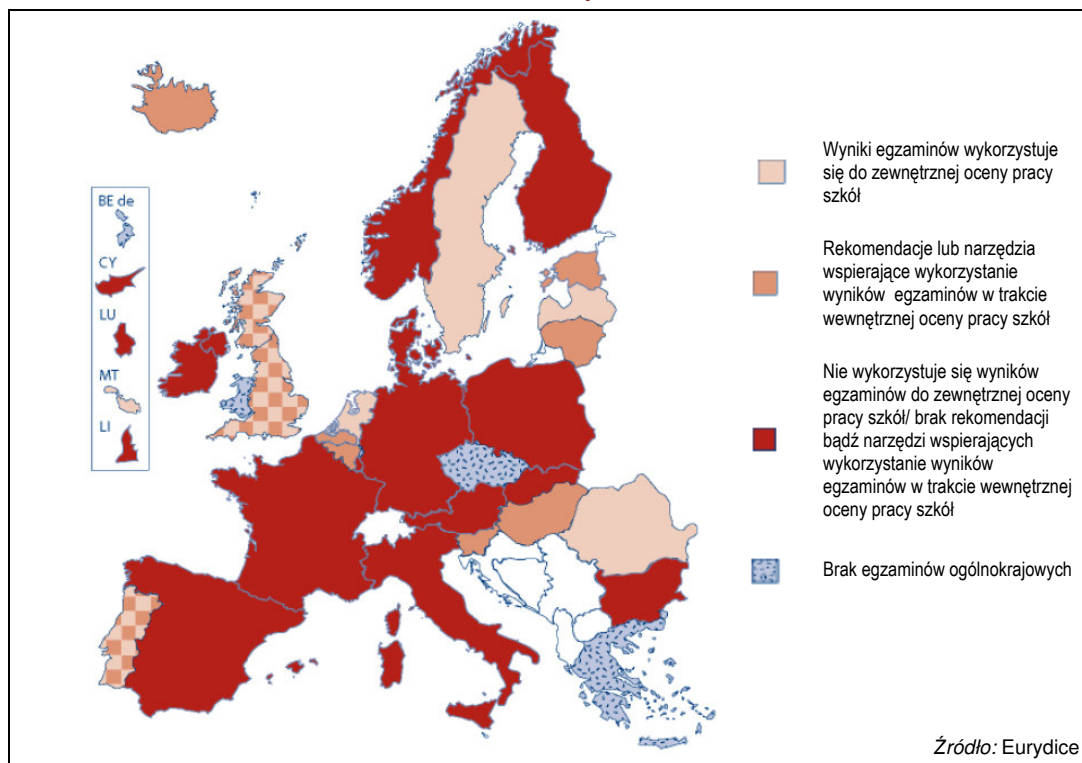 BE de
CY
LU
MT
LI
Wyniki egzaminów wykorzystuje
się do zewnętrznej oceny pracy
szkół
Rekomendacje lub narzędzia
wspierające wykorzystanie
wyników egzaminów w trakcie
wewnętrznej oceny pracy szkół
Nie wykorzystuje się wyników
egzaminów do zewnętrznej oceny
pracy szkół/ brak rekomendacji
bądź narzędzi wspierających
wykorzystanie wyników
egzaminów w trakcie wewnętrznej
oceny pracy szkół
Brak egzaminów ogólnokrajowych
Źródło: Eurydice